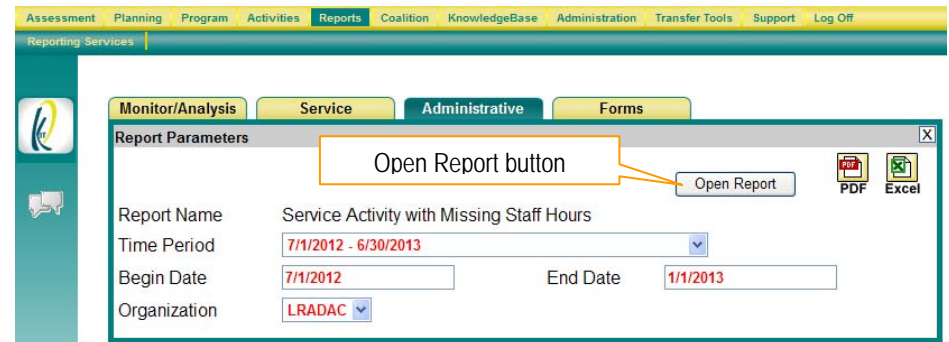 Assessment Planning Program Activities Reports Coalition KnowledgeBase Administration Transfer Tools Support Log Off
Reporting Services
Monitor/Analysis Service Administrative Forms
Report Parameters X
Open Report button
Open Report PDF Excel
Report Name Service Activity with Missing Staff Hours
Time Period 7/1/2012 - 6/30/2013
Begin Date 7/1/2012 End Date 1/1/2013
Organization LRADAC